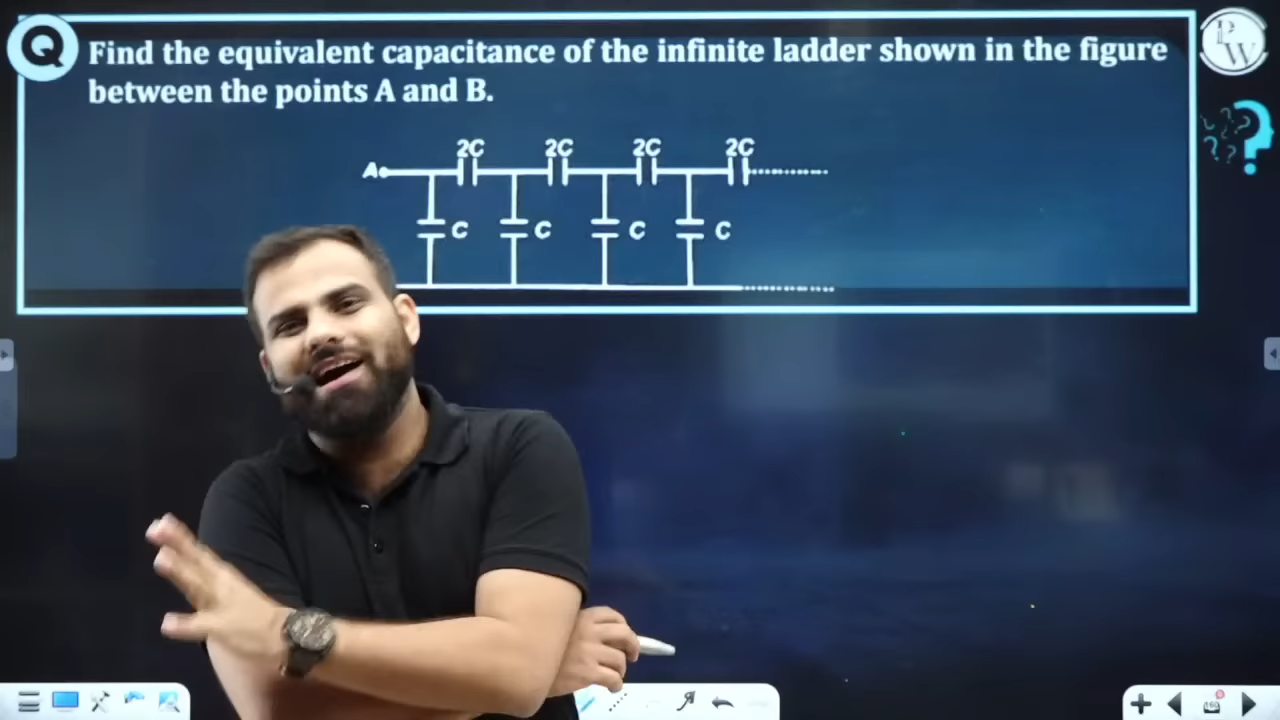 Q
Find the equivalent capacitance of the infinite ladder shown in the figure
between the points A and B.
PW
2C 2C 2C 2C
A
C C C C